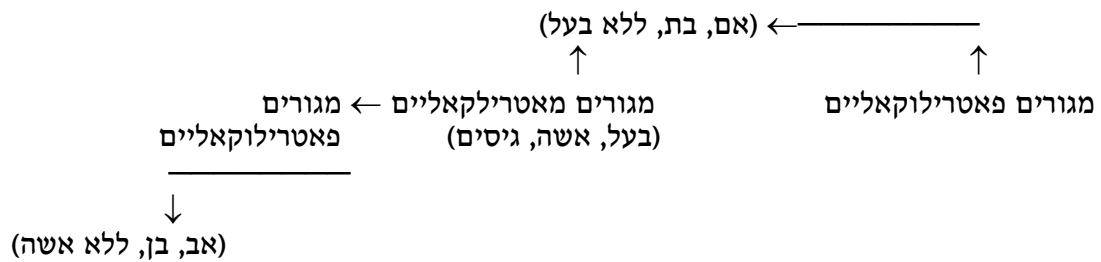 (אם, בת, ללא בעל) ←
↑ ↑
מגורים פאטרילוקאליים מגורים מאטרילקאליים ← מגורים
(בעל, אשה, גיסים) פאטרילוקאליים
↓
(אב, בן, ללא אשה)